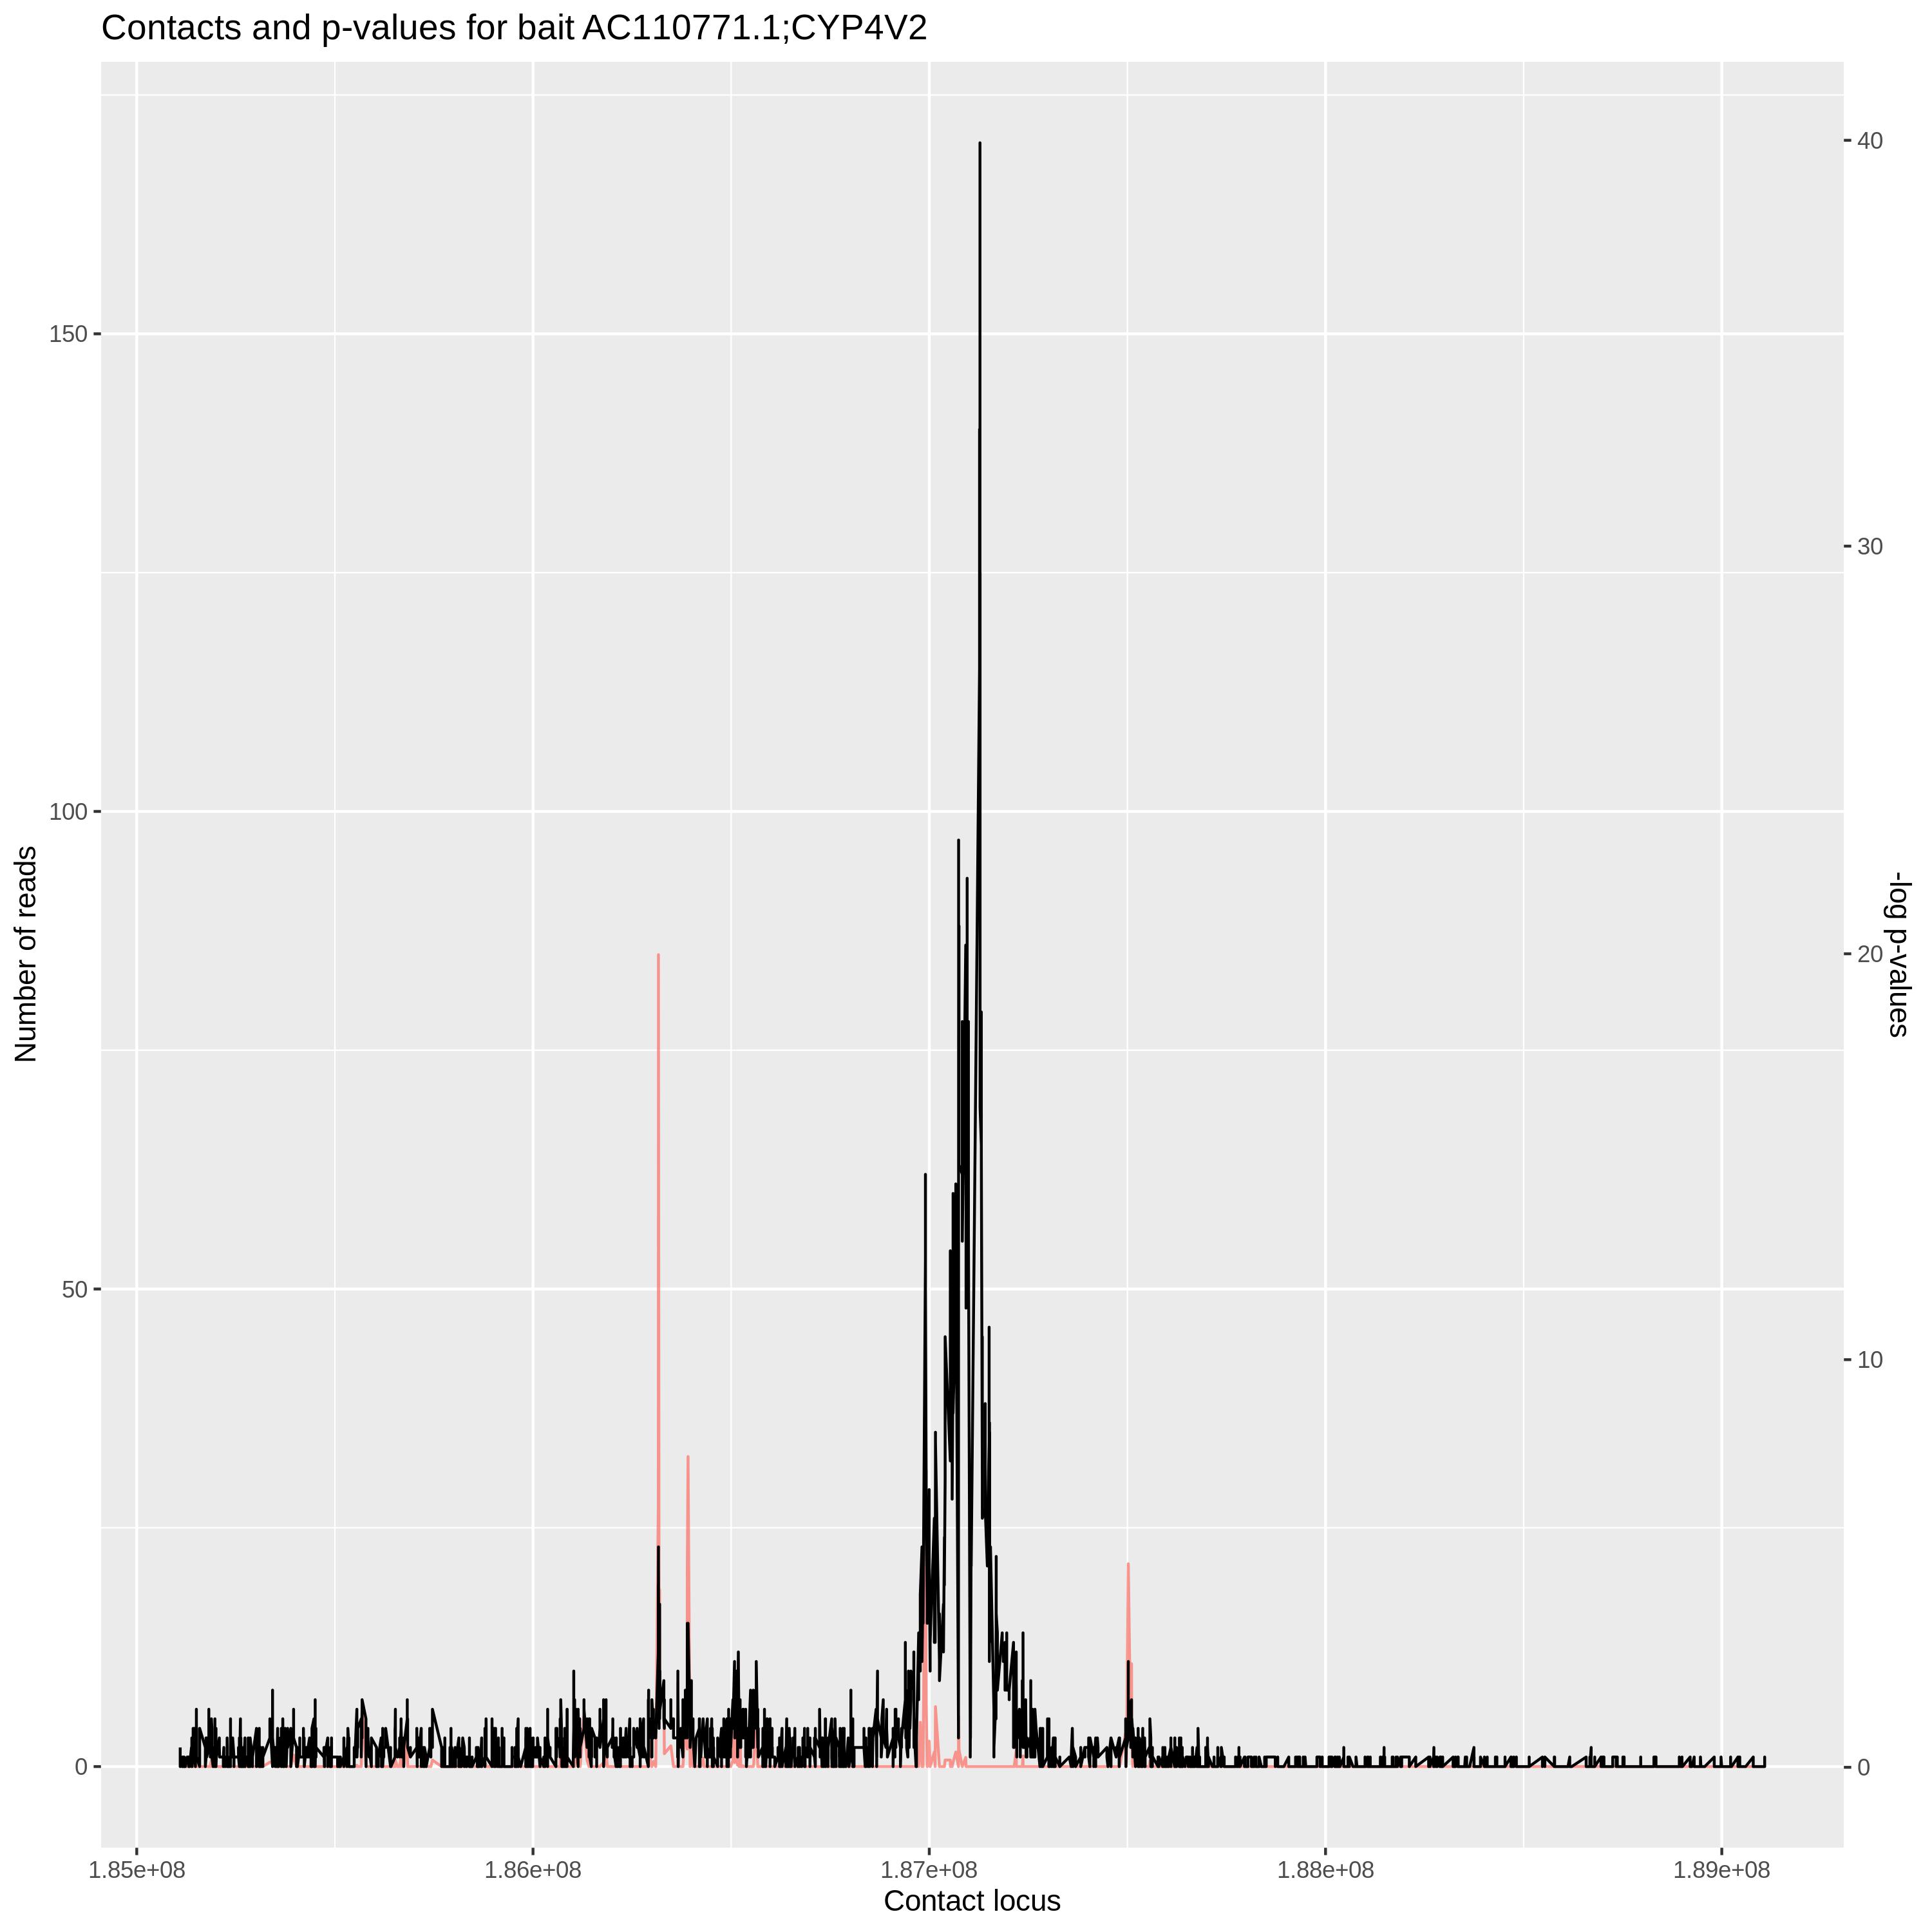 Contacts and p-values for bait AC110771.1;CYP4V2
Number of reads
150
100
50
0
40
30
20
10
0
-log p-values
1.85e+08
1.86e+08
1.87e+08
1.88e+08
1.89e+08
Contact locus